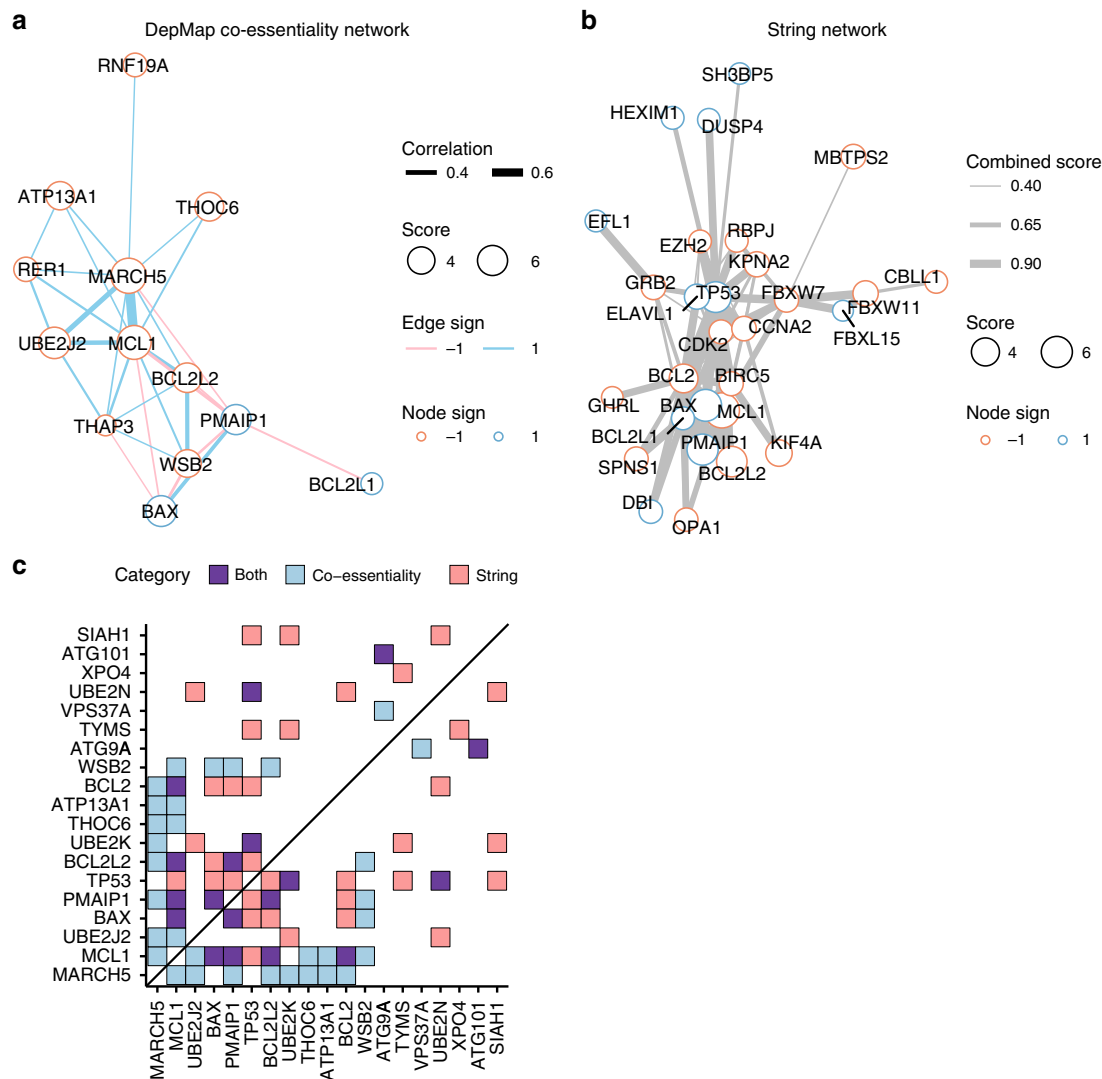 a
DepMap co-essentiality network
RNF19A
ATP13A1
THOC6
RER1
MARCH5
UBE2J2
MCL1
BCL2L2
THAP3
PMAIP1
WSB2
BCL2L1
BAX
Correlation
0.4 0.6
Score
4 6
Edge sign
−1 1
Node sign
−1 1
b
String network
SH3BP5
HEXIM1
DUSP4
MBTPS2
EFL1
RBPJ
EZH2
KPNA2
CBLL1
GRB2
TP53
FBXW7
FBXW11
ELAVL1
CCNA2
FBXL15
CDK2
BCL2
BIRC5
GHRL
BAX
MCL1
BCL2L1
PMAIP1
KIF4A
SPNS1
BCL2L2
DBI
OPA1
Combined score
0.40
0.65
0.90
Score
4 6
Node sign
−1 1
c
Category Both Co−essentiality String
SIAH1
ATG101
XPO4
UBE2N
VPS37A
TYMS
ATG9A
WSB2
BCL2
ATP13A1
THOC6
UBE2K
BCL2L2
TP53
PMAIP1
BAX
UBE2J2
MCL1
MARCH5
MARCH5
MCL1
UBE2J2
BAX
PMAIP1
TP53
BCL2L2
UBE2K
THOC6
ATP13A1
BCL2
WSB2
ATG9A
TYMS
VPS37A
UBE2N
XPO4
ATG101
SIAH1